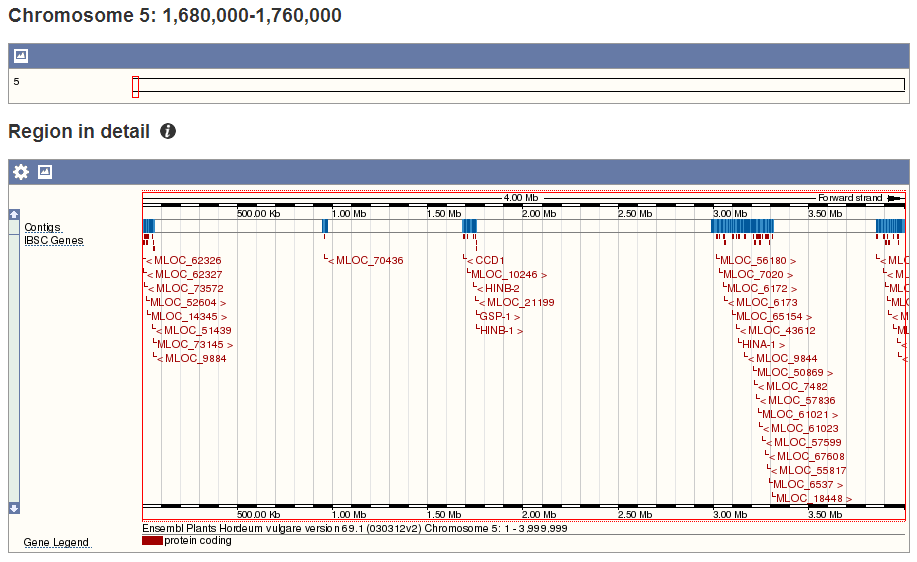 Chromosome 5: 1,680,000-1,760,000
5
Region in detail i
4.00 Mb Forward strand
500.00 Kb 1.00 Mb 1.50 Mb 2.00 Mb 2.50 Mb 3.00 Mb 3.50 Mb
Contigs
IBSC Genes
< MLOC_62326 < MLOC_70436 < CCD1 MLOC_56180 > < MLO
< MLOC_62327 MLOC_10246 > MLOC_7020 > < MLO
< MLOC_73572 < HINB-2 MLOC_6172 > MLOC
MLOC_52604 > < MLOC_21199 < MLOC_6173 MLO
MLOC_14345 > GSP-1 > MLOC_65154 > < M
< MLOC_51439 HINB-1 > < MLOC_43612 ML
MLOC_73145 > HINA-1 > <
< MLOC_9884 < MLOC_9844 <
MLOC_50869 >
< MLOC_7482
< MLOC_57836
MLOC_61021 >
< MLOC_61023
< MLOC_57599
< MLOC_67608
< MLOC_55817
MLOC_6537 >
MLOC_18448 >
500.00 Kb 1.00 Mb 1.50 Mb 2.00 Mb 2.50 Mb 3.00 Mb 3.50 Mb
Ensembl Plants Hordeum vulgare version 69.1 (030312v2) Chromosome 5: 1 - 3,999,999
Gene Legend protein coding